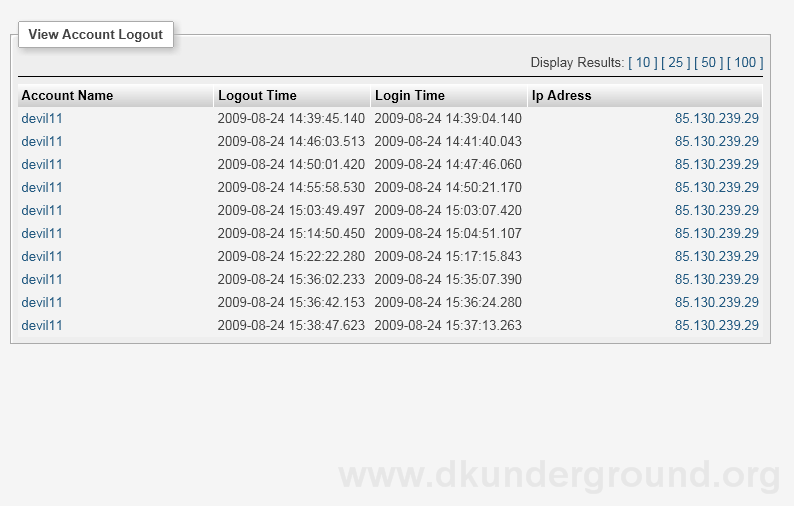 View Account Logout
Display Results: [ 10 ] [ 25 ] [ 50 ] [ 100 ]
Account Name Logout Time Login Time Ip Adress
devil11 2009-08-24 14:39:45.140 2009-08-24 14:39:04.140 85.130.239.29
devil11 2009-08-24 14:46:03.513 2009-08-24 14:41:40.043 85.130.239.29
devil11 2009-08-24 14:50:01.420 2009-08-24 14:47:46.060 85.130.239.29
devil11 2009-08-24 14:55:58.530 2009-08-24 14:50:21.170 85.130.239.29
devil11 2009-08-24 15:03:49.497 2009-08-24 15:03:07.420 85.130.239.29
devil11 2009-08-24 15:14:50.450 2009-08-24 15:04:51.107 85.130.239.29
devil11 2009-08-24 15:22:22.280 2009-08-24 15:17:15.843 85.130.239.29
devil11 2009-08-24 15:36:02.233 2009-08-24 15:35:07.390 85.130.239.29
devil11 2009-08-24 15:36:42.153 2009-08-24 15:36:24.280 85.130.239.29
devil11 2009-08-24 15:38:47.623 2009-08-24 15:37:13.263 85.130.239.29
www.dkunderground.org